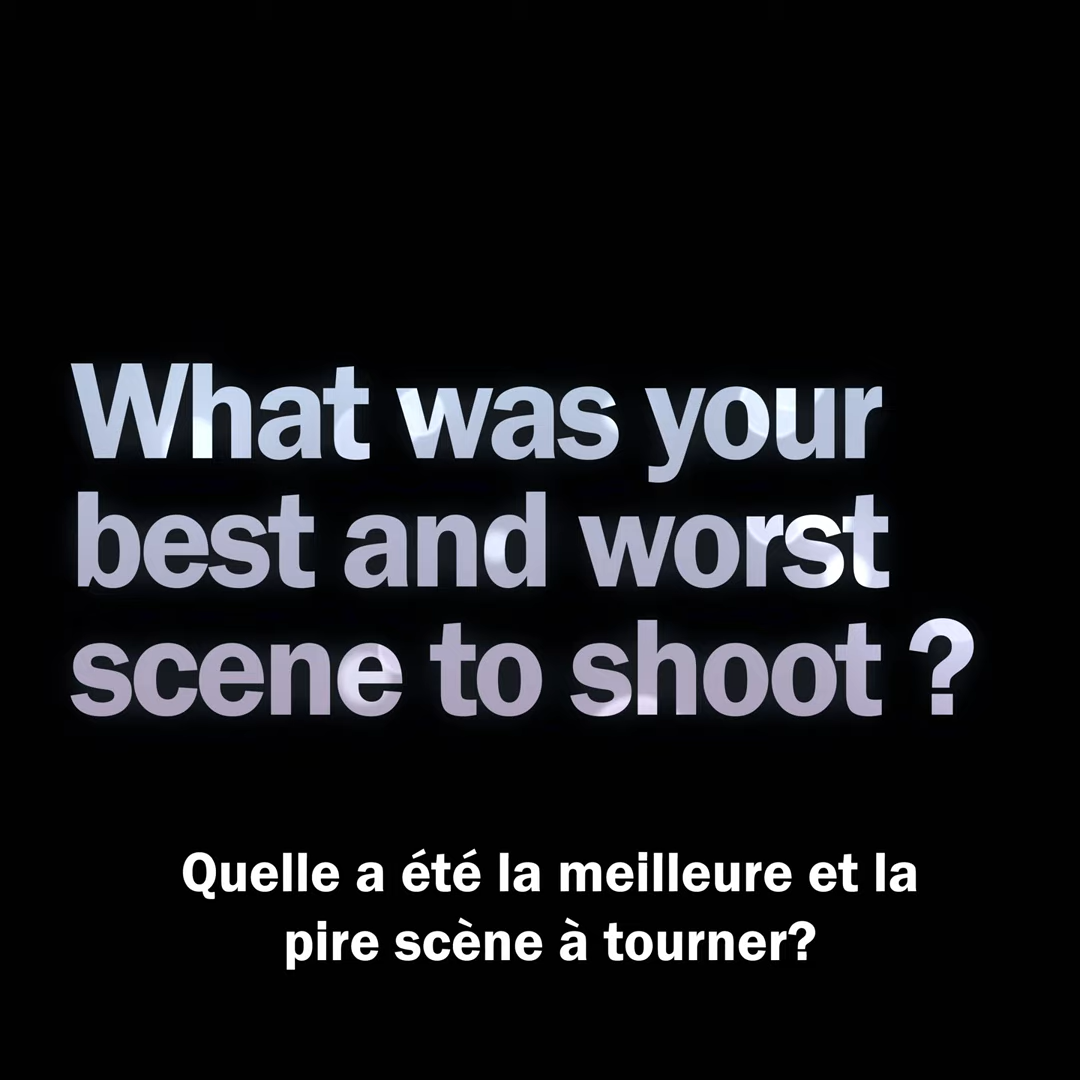 What was your
best and worst
scene to shoot ?
Quelle a été la meilleure et la
pire scène à tourner?